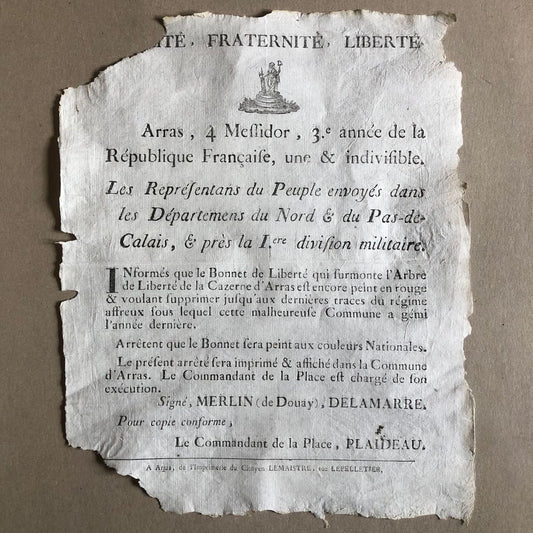 ITÉ, FRATERNITÉ, LIBERTÉ
Arras, 4 Meſſidor, 3.e année de la
République Françaiſe, une & indiviſible.
Les Repréſentans du Peuple envoyés dans
les Départemens du Nord & du Pas-de-
Calais, & près la I.ere diviſion militaire.
INformés que le Bonnet de Liberté qui ſurmonte l'Arbre
de Liberté de la Cazerne d'Arras eſt encore peint en rouge
& voulant ſupprimer juſqu'aux dernières traces du régime
affreux ſous lequel cette malheureuſe Commune a gémi
l'année dernière.
Arrêtent que le Bonnet ſera peint aux couleurs Nationales.
Le préſent arrêté ſera imprimé & affiché dans la Commune
d'Arras. Le Commandant de la Place eſt chargé de ſon
exécution.
Signé, MERLIN (de Douay), DELAMARRE.
Pour copie conforme,
Le Commandant de la Place, PLAIDEAU.
A Arras, de l'Imprimerie du Citoyen LEMAISTRE, rue LEPELLETIER,